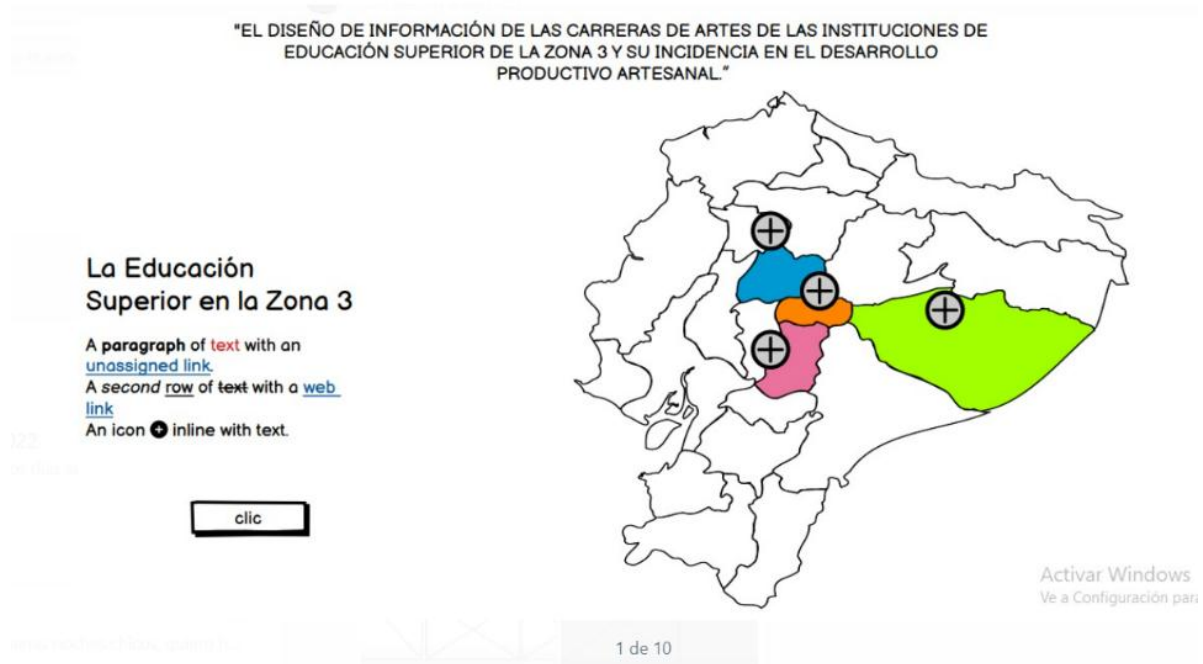 "EL DISEÑO DE INFORMACIÓN DE LAS CARRERAS DE ARTES DE LAS INSTITUCIONES DE
EDUCACIÓN SUPERIOR DE LA ZONA 3 Y SU INCIDENCIA EN EL DESARROLLO
PRODUCTIVO ARTESANAL."
La Educación
Superior en la Zona 3
A paragraph of text with an
unassigned link.
A second row of text with a web
link
An icon inline with text.
clic
Activar Windows
Ve a Configuración para
1 de 10